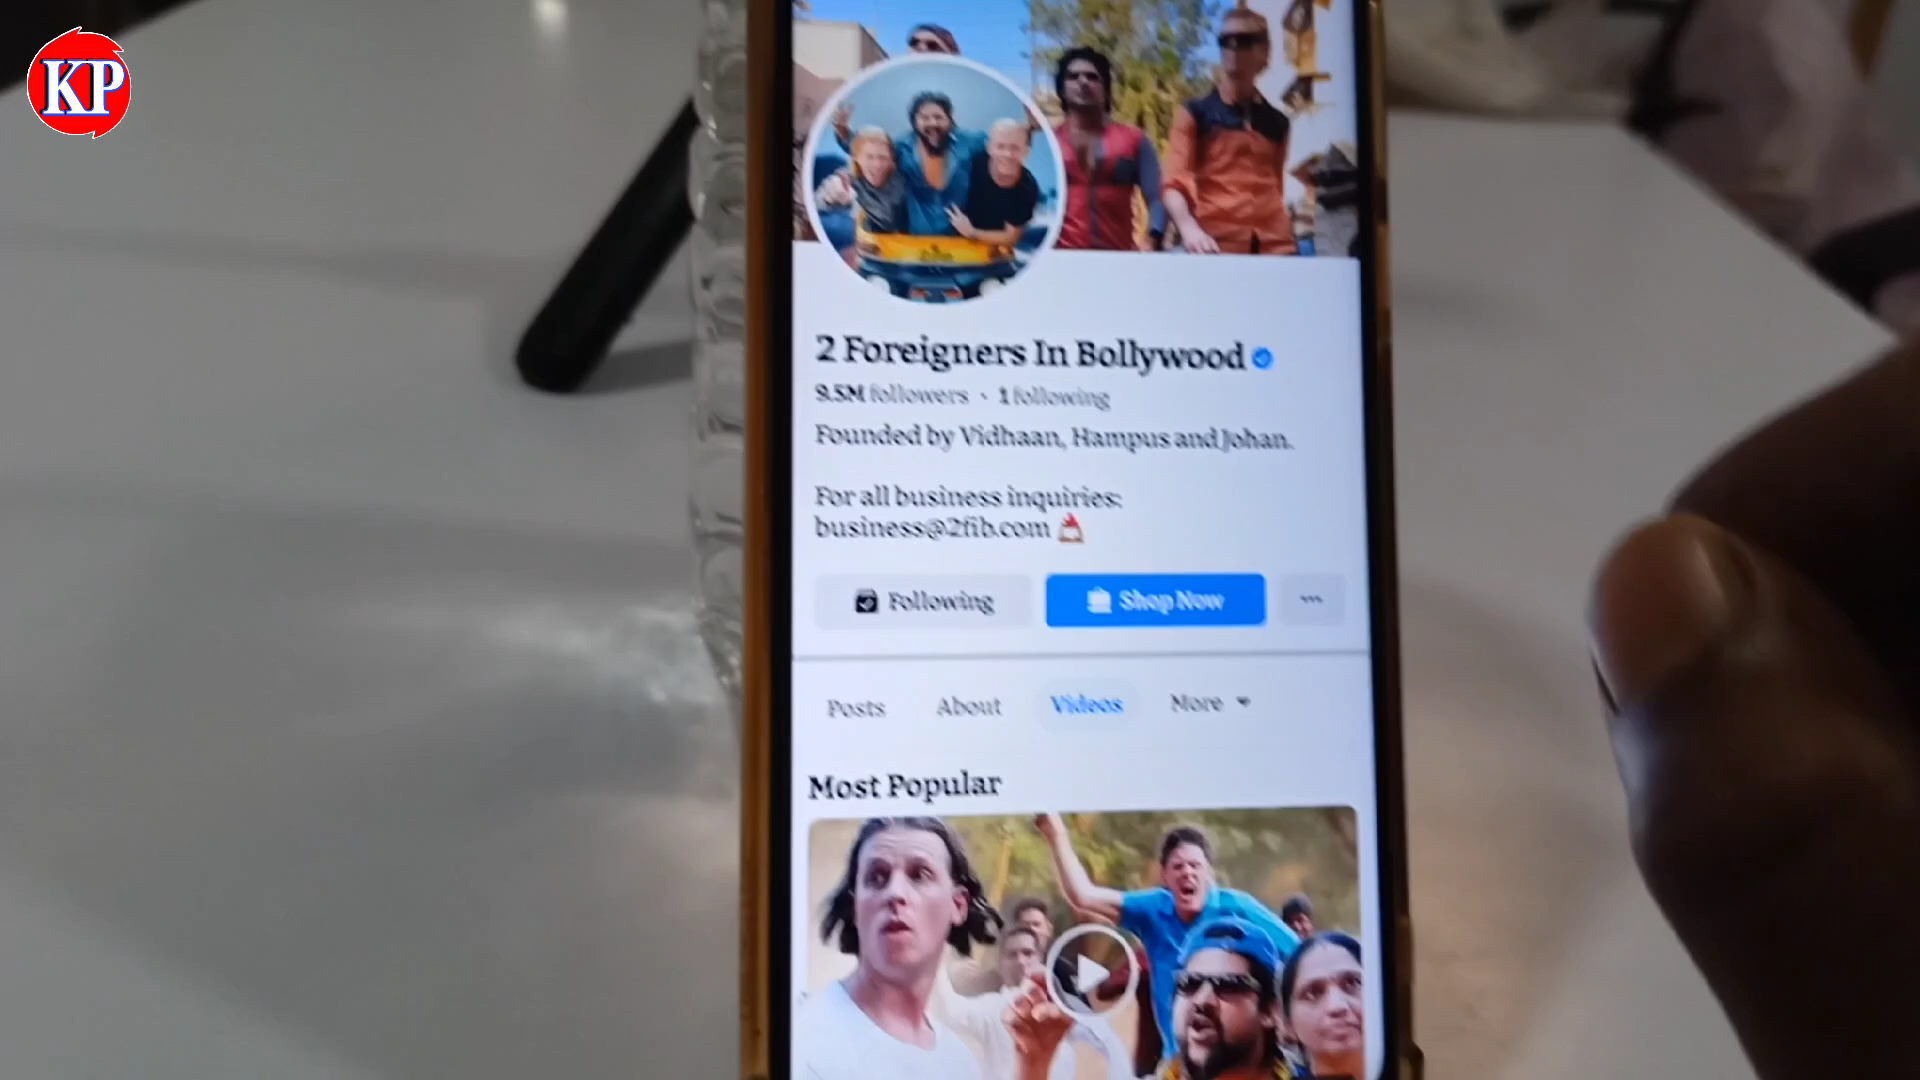 KP
2 Foreigners In Bollywood
9.5M followers · 1 following
Founded by Vidhaan, Hampus and Johan.
For all business inquiries:
business@2fib.com
Following
Shop Now
Posts About Videos More
Most Popular